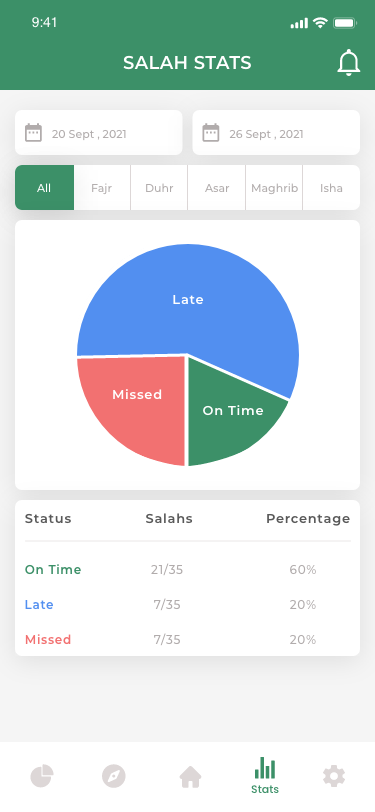 9:41
SALAH STATS
20 Sept , 2021 26 Sept , 2021
All Fajr Duhr Asar Maghrib Isha
Late
Missed
On Time
Status Salahs Percentage
On Time 21/35 60%
Late 7/35 20%
Missed 7/35 20%
Stats